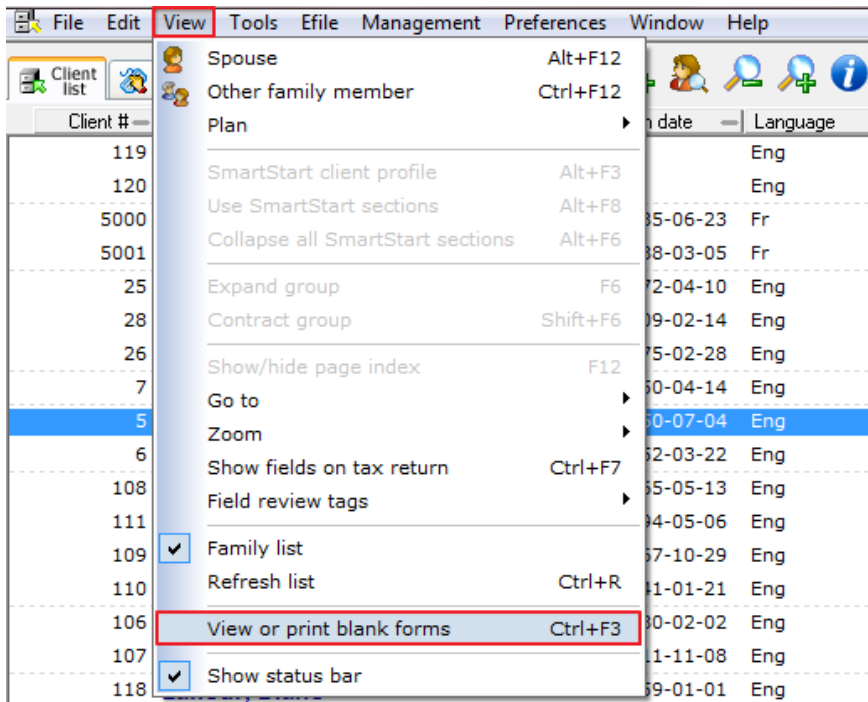 File Edit View Tools Efile Management Preferences Window Help
Client list
Client # n date Language
Spouse Alt+F12
Other family member Ctrl+F12
Plan
119 Eng
SmartStart client profile Alt+F3
120 Eng
Use SmartStart sections Alt+F8
5000 35-06-23 Fr
Collapse all SmartStart sections Alt+F6
5001 38-03-05 Fr
25 Expand group F6 72-04-10 Eng
28 Contract group Shift+F6 09-02-14 Eng
26 75-02-28 Eng
Show/hide page index F12
7 50-04-14 Eng
Go to
5 50-07-04 Eng
Zoom
6 52-03-22 Eng
Show fields on tax return Ctrl+F7
108 55-05-13 Eng
Field review tags
111 94-05-06 Eng
109 Family list 57-10-29 Eng
110 Refresh list Ctrl+R 41-01-21 Eng
106 View or print blank forms Ctrl+F3 80-02-02 Eng
107 11-11-08 Eng
Show status bar
118 59-01-01 Eng